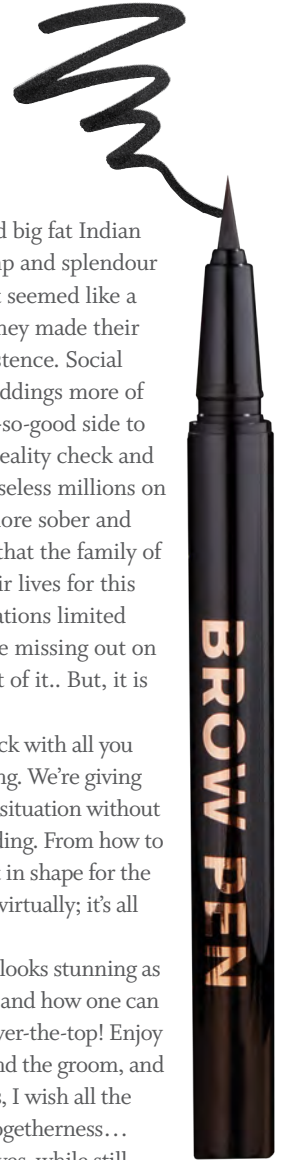 d big fat Indian
p and splendour
seemed like a
hey made their
stence. Social
ddings more of
-so-good side to
eality check and
seless millions on
nore sober and
that the family of
ir lives for this
ations limited
e missing out on
t of it.. But, it is
ck with all you
ng. We're giving
situation without
ding. From how to
in shape for the
virtually; it's all
looks stunning as
and how one can
ver-the-top! Enjoy
nd the groom, and
s, I wish all the
ogetherness…
BROW PEN